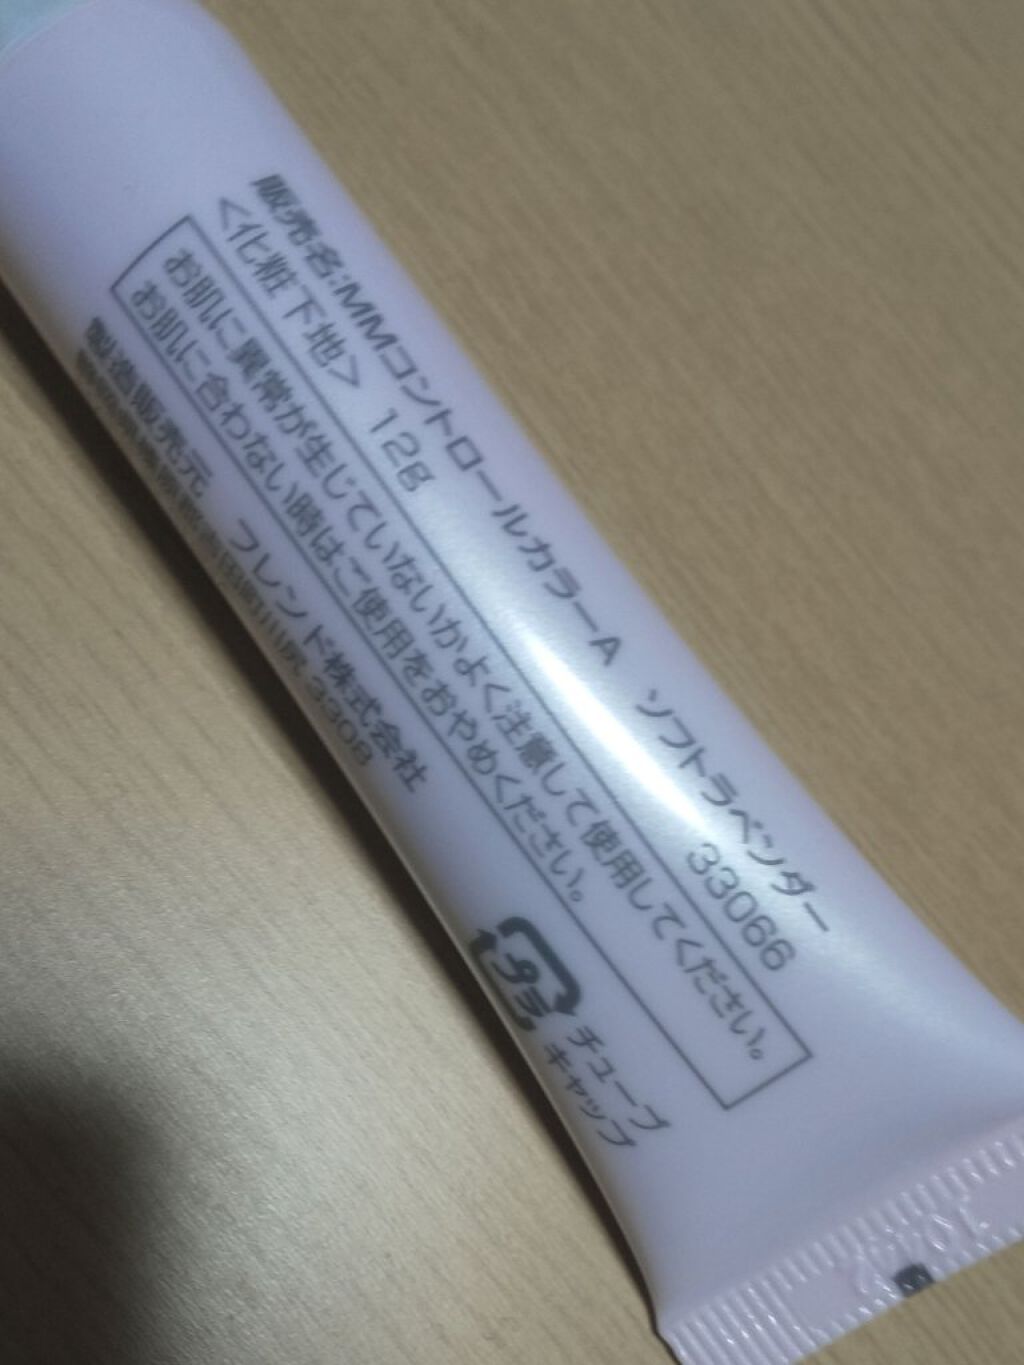 販売名:MMコントロールカラーA ソフトラベンダー
<化粧下地> 12g 33066
お肌に異常が生じていないかよく注意して使用してください。
お肌に合わない時はご使用をおやめください。
製造販売元 フレンド株式会社
3308
プラ
チューブ
キャップ